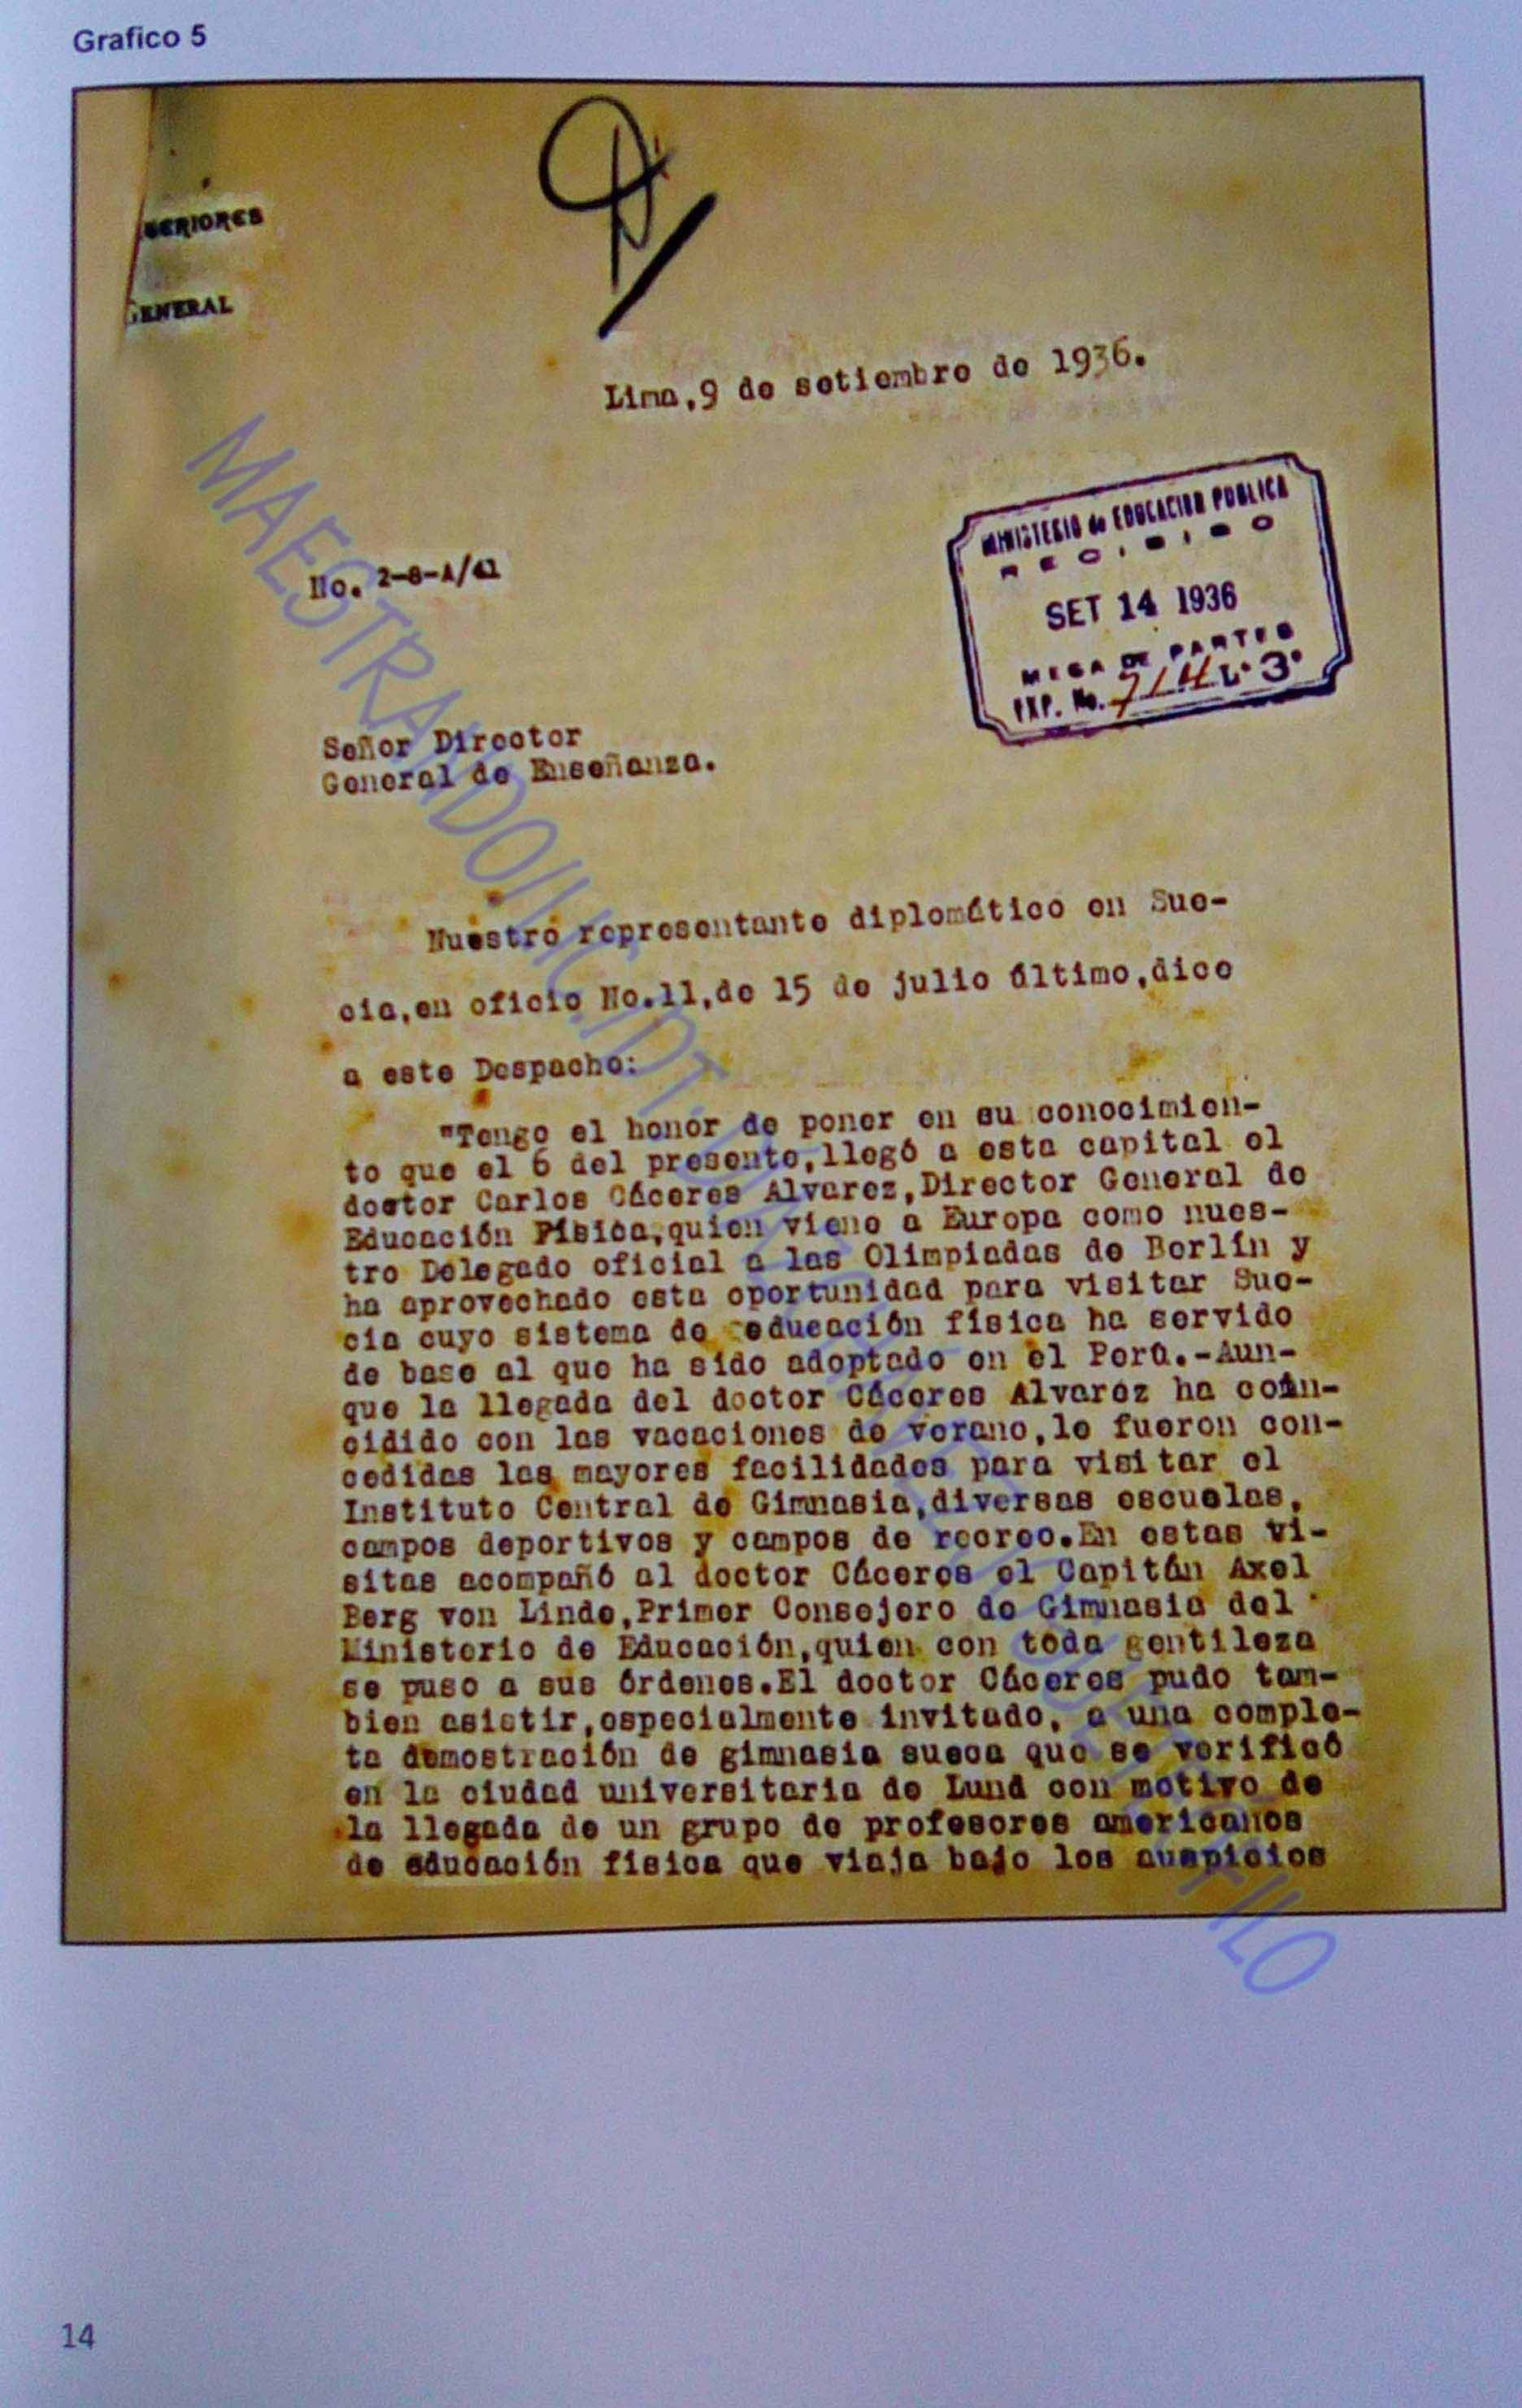 Grafico 5
ERIORES
GENERAL
Lima,9 de setiembre de 1936.
MINISTERIO de EDUCACION PUBLICA
RECIBIDO
SET 14 1936
MESA DE PARTES
EXP. No. 714 L. 3º
No. 2-8-A/41
Señor Director
General de Enseñanza.
Nuestro representante diplomático en Sue-
cia,en oficio No.11,de 15 de julio último,dice
a este Despacho:
"Tengo el honor de poner en su conocimien-
to que el 6 del presente,llegó a esta capital el
doctor Carlos Cáceres Alvarez,Director General de
Educación Física,quien viene a Europa como nues-
tro Delegado oficial a las Olimpiadas de Berlín y
ha aprovechado esta oportunidad para visitar Sue-
cia cuyo sistema de educación física ha servido
de base al que ha sido adoptado en el Perú.-Aun-
que la llegada del doctor Cáceres Alvarez ha coin-
cidido con las vacaciones de verano,le fueron con-
cedidas las mayores facilidades para visitar el
Instituto Central de Gimnasia,diversas escuelas,
campos deportivos y campos de recreo.En estas vi-
sitas acompañó al doctor Cáceres el Capitán Axel
Berg von Linde,Primer Consejero de Gimnasia del
Ministerio de Educación,quien con toda gentileza
se puso a sus órdenes.El doctor Cáceres pudo tam-
bien asistir,especialmente invitado, a una comple-
ta demostración de gimnasia sueca que se verificó
en la ciudad universitaria de Lund con motivo de
la llegada de un grupo de profesores americanos
de educación física que viaja bajo los auspicios
14